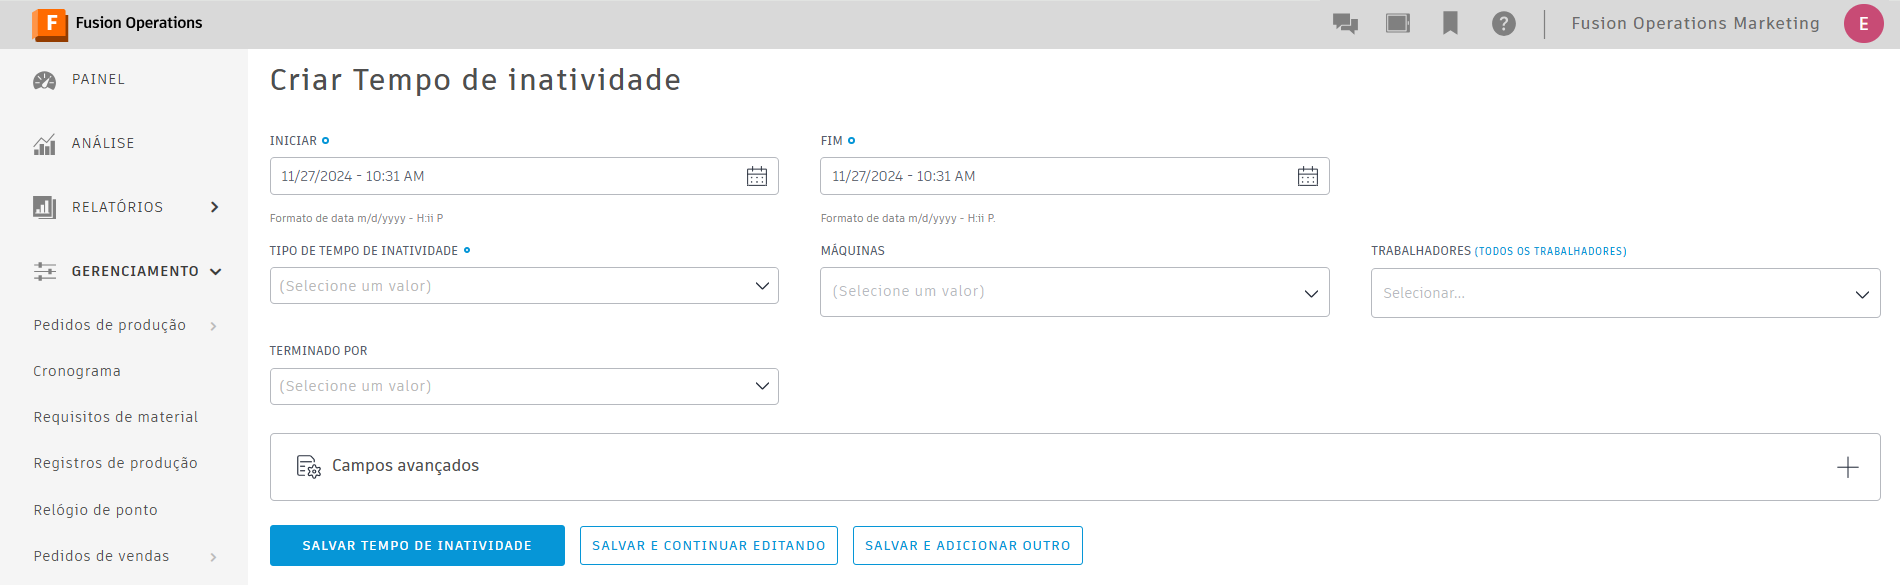 F Fusion Operations
? Fusion Operations Marketing E
PAINEL
ANÁLISE
RELATÓRIOS
GERENCIAMENTO
Pedidos de produção
Cronograma
Requisitos de material
Registros de produção
Relógio de ponto
Pedidos de vendas
Criar Tempo de inatividade
INICIAR
11/27/2024 - 10:31 AM
Formato de data m/d/yyyy - H:ii P
FIM
11/27/2024 - 10:31 AM
Formato de data m/d/yyyy - H:ii P.
TIPO DE TEMPO DE INATIVIDADE
(Selecione um valor)
MÁQUINAS
(Selecione um valor)
TRABALHADORES (TODOS OS TRABALHADORES)
Selecionar...
TERMINADO POR
(Selecione um valor)
Campos avançados
SALVAR TEMPO DE INATIVIDADE
SALVAR E CONTINUAR EDITANDO
SALVAR E ADICIONAR OUTRO